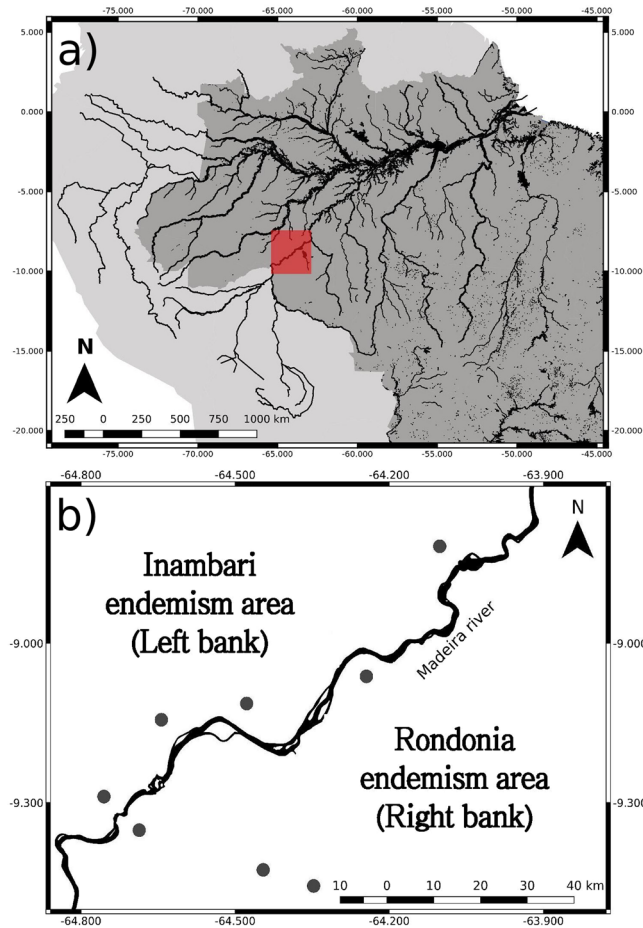 -75.000 -70.000 -65.000 -60.000 -55.000 -50.000 -45.000
a)
5.000
0.000
-5.000
-10.000
-15.000
-20.000
N
250 0 250 500 750 1000 km
-75.000 -70.000 -65.000 -60.000 -55.000 -50.000 -45.000
-64.800 -64.500 -64.200 -63.900
b)
N
Inambari
endemism area
(Left bank)
Madeira river
-9.000
-9.000
Rondonia
endemism area
(Right bank)
-9.300
-9.300
10 0 10 20 30 40 km
-64.800 -64.500 -64.200 -63.900
5.000
0.000
-5.000
-10.000
-15.000
-20.000